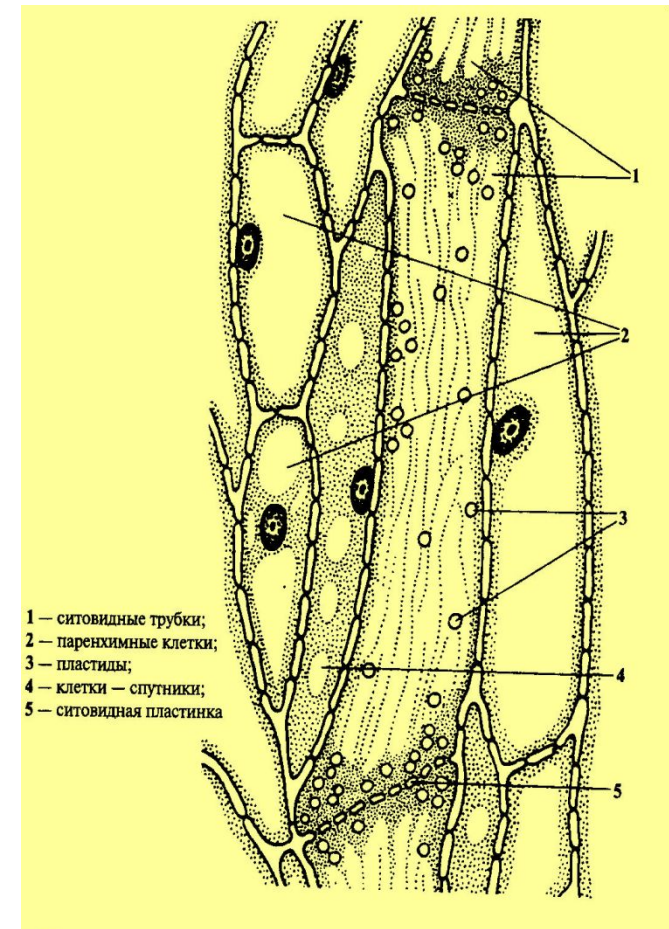 1
2
3
1 — ситовидные трубки;
2 — паренхимные клетки;
3 — пластиды;
4 — клетки — спутники;
5 — ситовидная пластинка
4
5